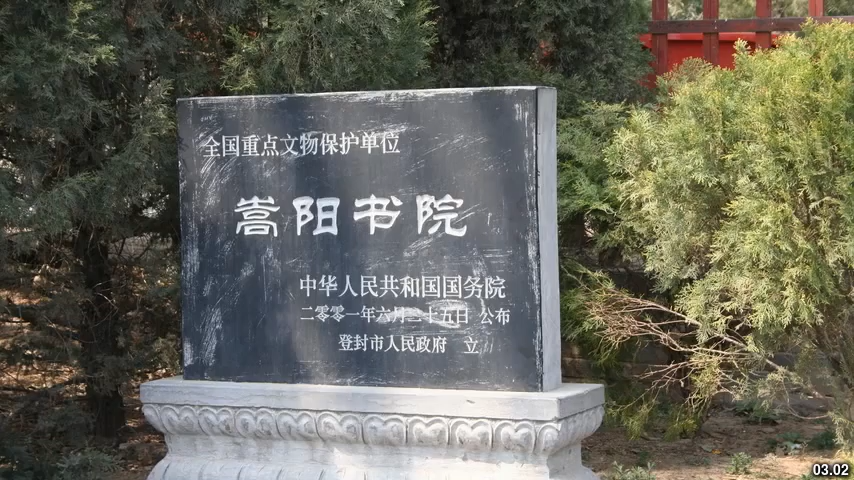 全国重点文物保护单位
嵩阳书院
中华人民共和国国务院
二零零一年六月二十五日 公布
登封市人民政府 立
03.02